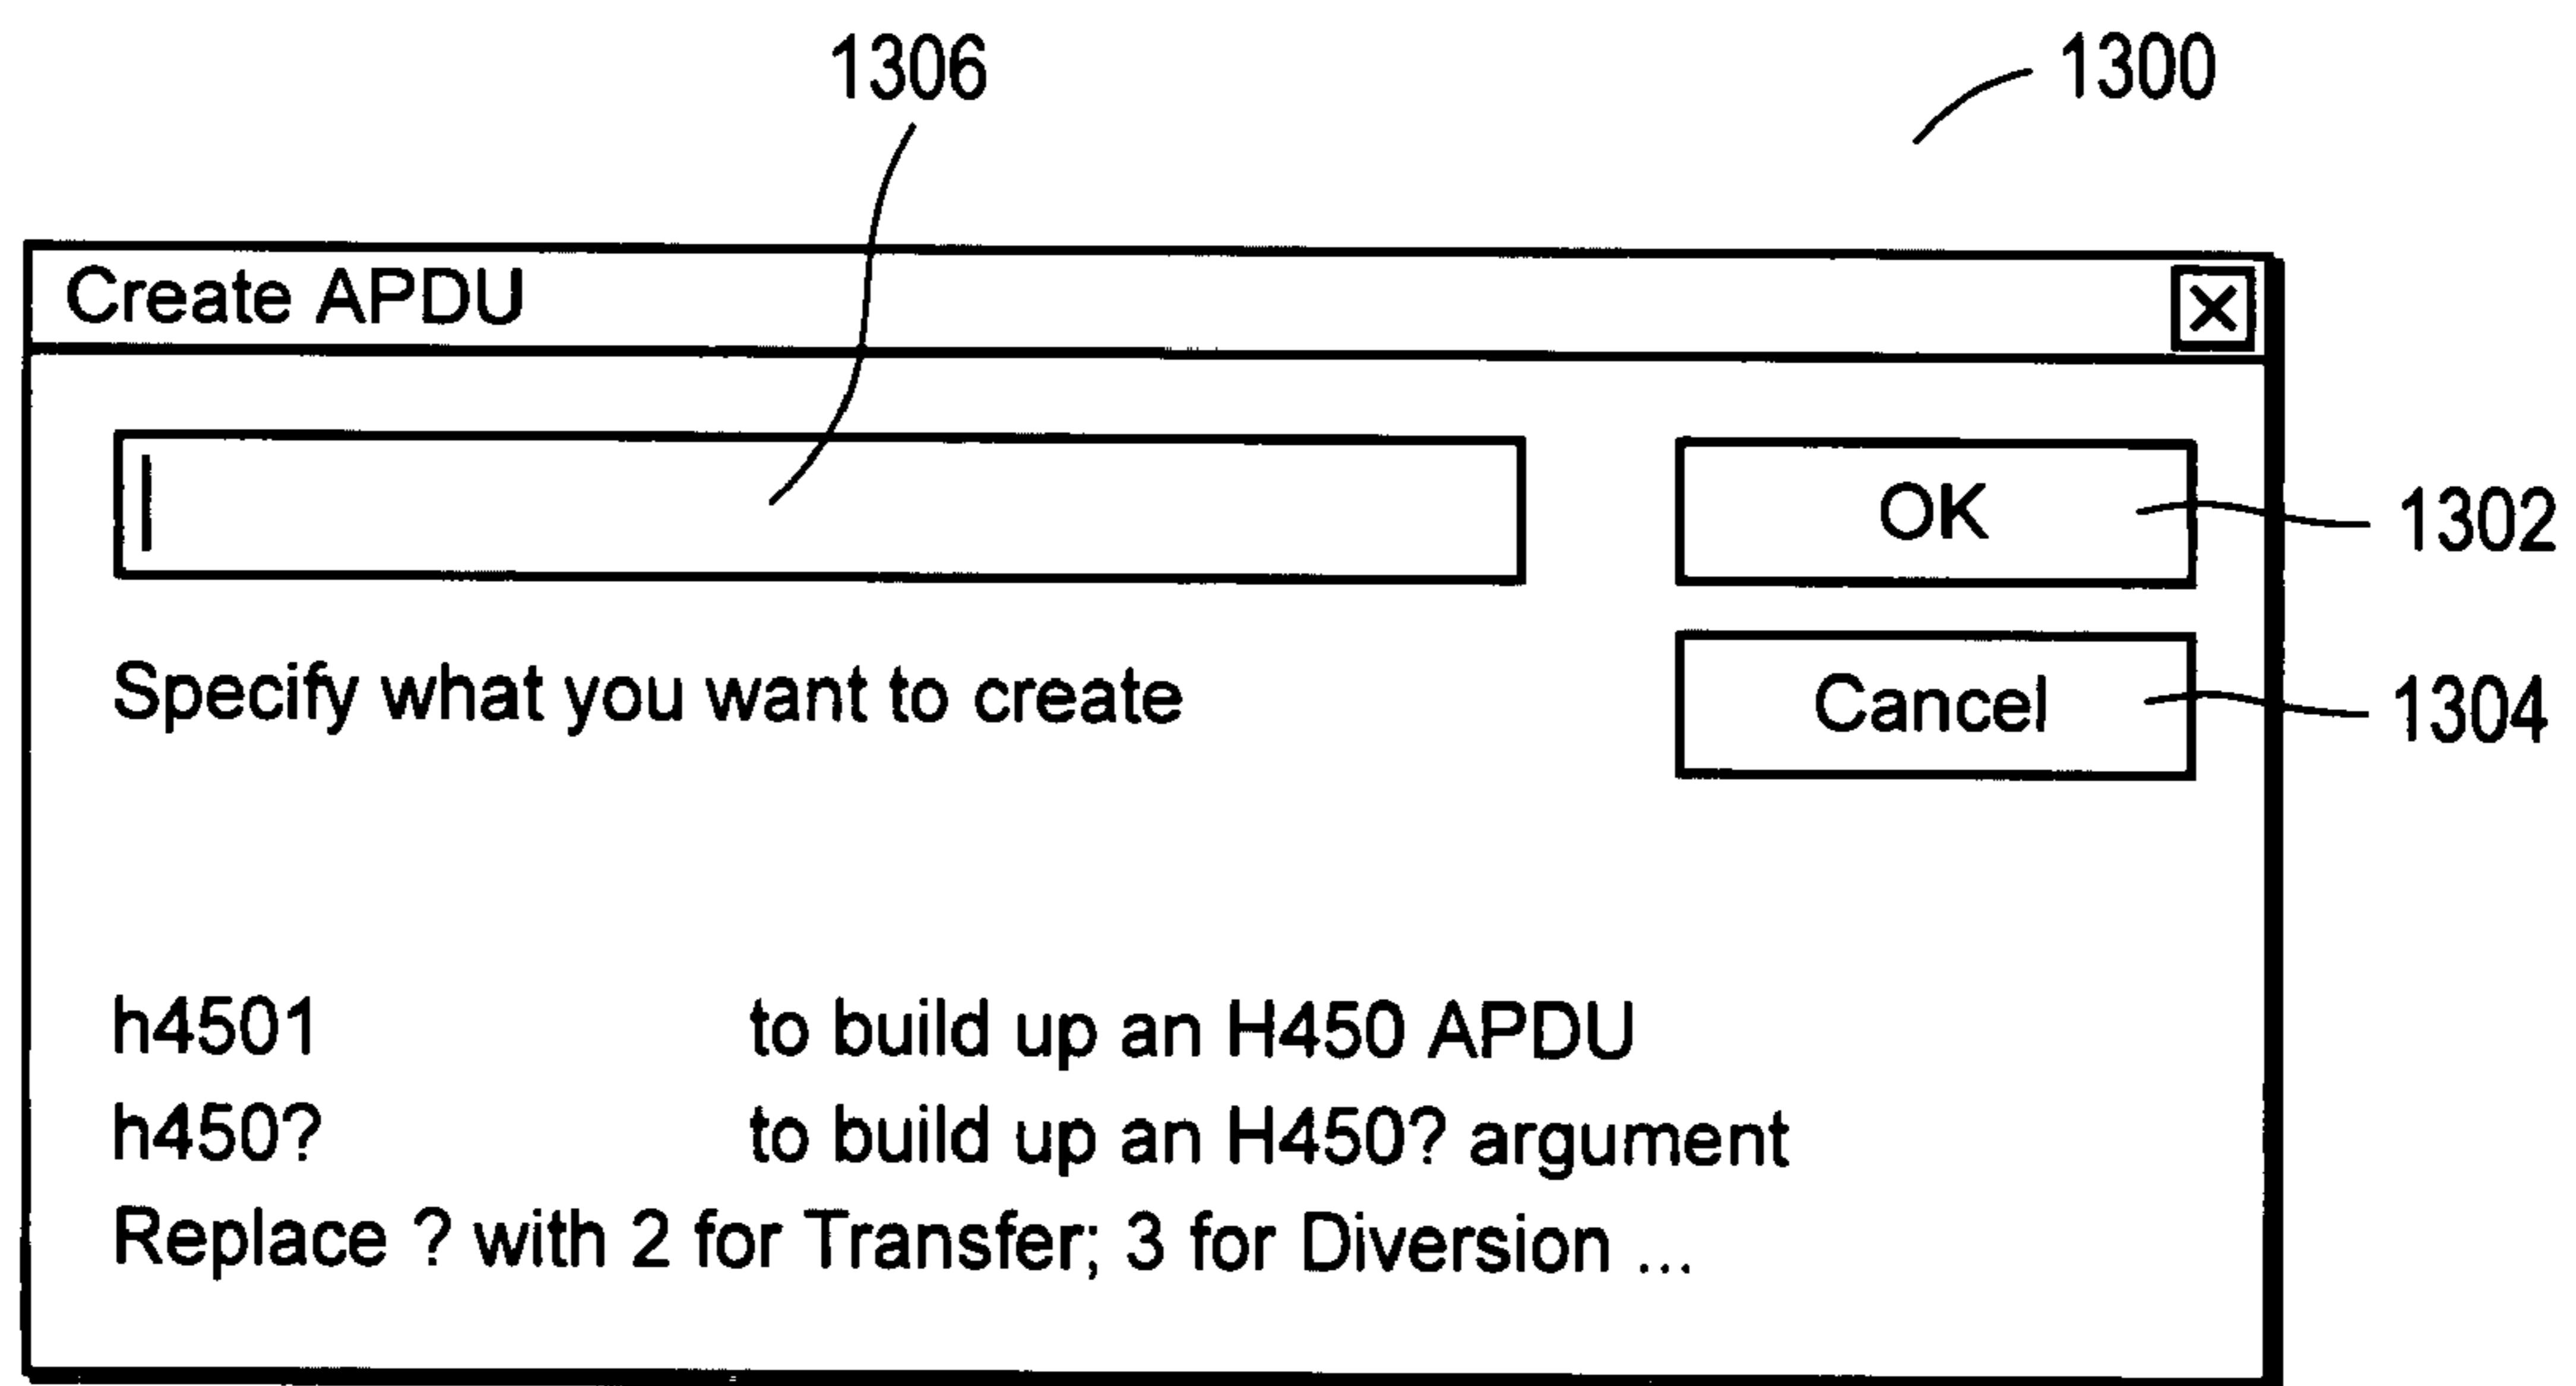 1306
1300
Create APDU
OK
1302
Specify what you want to create
Cancel
1304
h4501 to build up an H450 APDU
h450? to build up an H450? argument
Replace ? with 2 for Transfer; 3 for Diversion ...